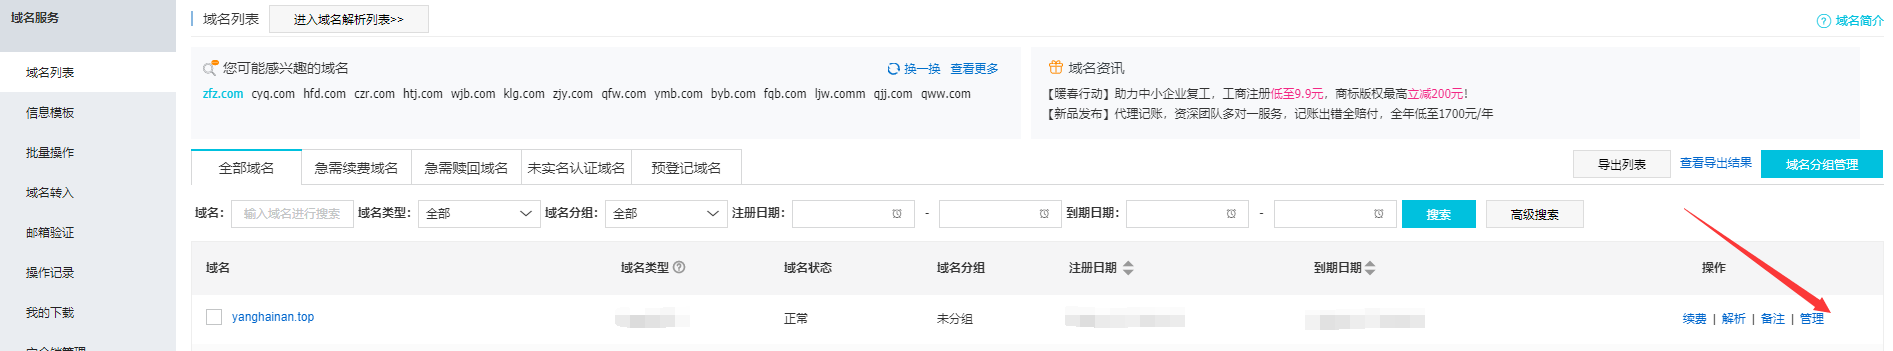 域名服务
域名列表
信息模板
批量操作
域名转入
邮箱验证
操作记录
我的下载
域名列表 进入域名解析列表>> 域名简介
您可能感兴趣的域名 换一换 查看更多
zfz.com cyq.com hfd.com czr.com htj.com wjb.com klg.com zjy.com qfw.com ymb.com byb.com fqb.com ljw.comm qjj.com qww.com
域名资讯
【暖春行动】助力中小企业复工，工商注册低至9.9元，商标版权最高立减200元！
【新品发布】代理记账，资深团队多对一服务，记账出错全赔付，全年低至1700元/年
全部域名 急需续费域名 急需赎回域名 未实名认证域名 预登记域名 导出列表 查看导出结果 域名分组管理
域名： 输入域名进行搜索 域名类型： 全部 域名分组： 全部 注册日期： - 到期日期： - 搜索 高级搜索
域名 域名类型 域名状态 域名分组 注册日期 到期日期 操作
yanghainan.top 正常 未分组 续费 | 解析 | 备注 | 管理